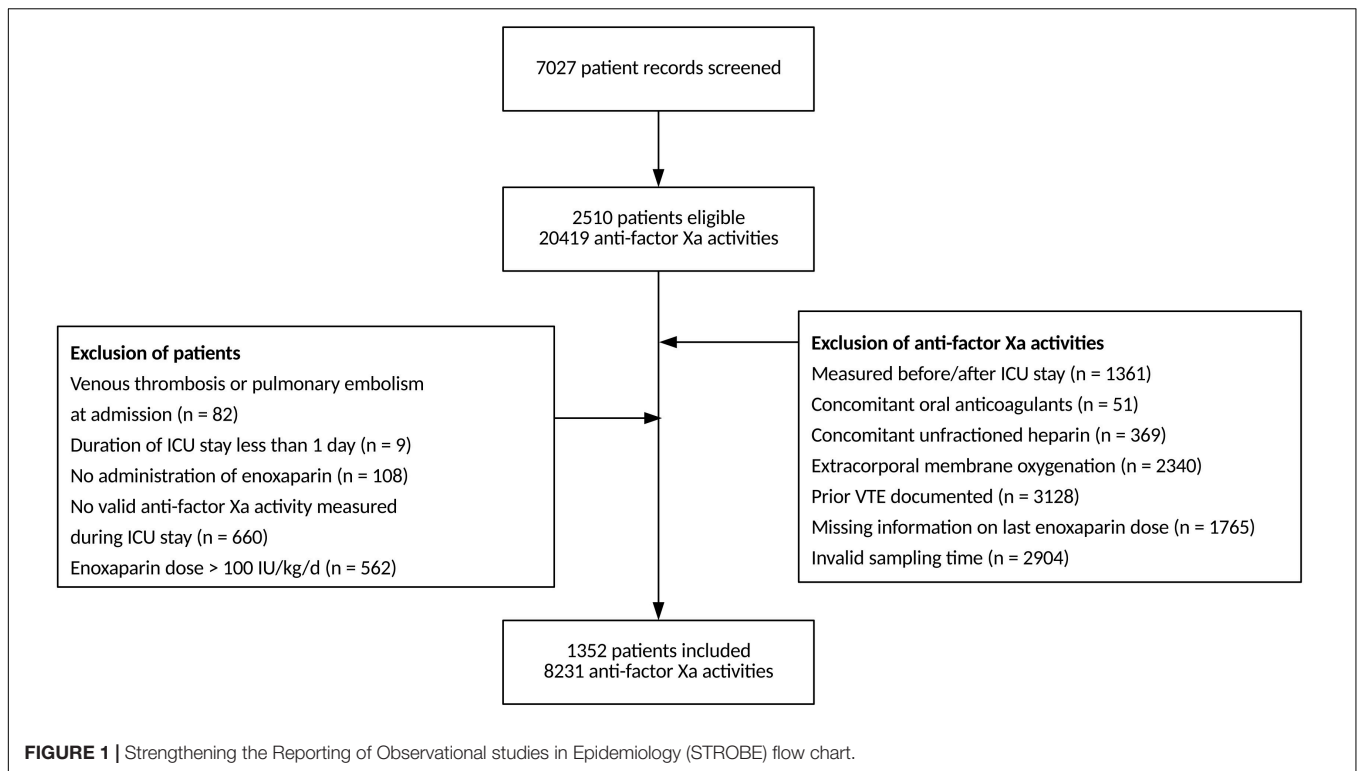 7027 patient records screened
2510 patients eligible
20419 anti-factor Xa activities
Exclusion of patients
Venous thrombosis or pulmonary embolism
at admission (n = 82)
Duration of ICU stay less than 1 day (n = 9)
No administration of enoxaparin (n = 108)
No valid anti-factor Xa activity measured
during ICU stay (n = 660)
Enoxaparin dose > 100 IU/kg/d (n = 562)
Exclusion of anti-factor Xa activities
Measured before/after ICU stay (n = 1361)
Concomitant oral anticoagulants (n = 51)
Concomitant unfractioned heparin (n = 369)
Extracorporal membrane oxygenation (n = 2340)
Prior VTE documented (n = 3128)
Missing information on last enoxaparin dose (n = 1765)
Invalid sampling time (n = 2904)
1352 patients included
8231 anti-factor Xa activities
FIGURE 1 | Strengthening the Reporting of Observational studies in Epidemiology (STROBE) flow chart.